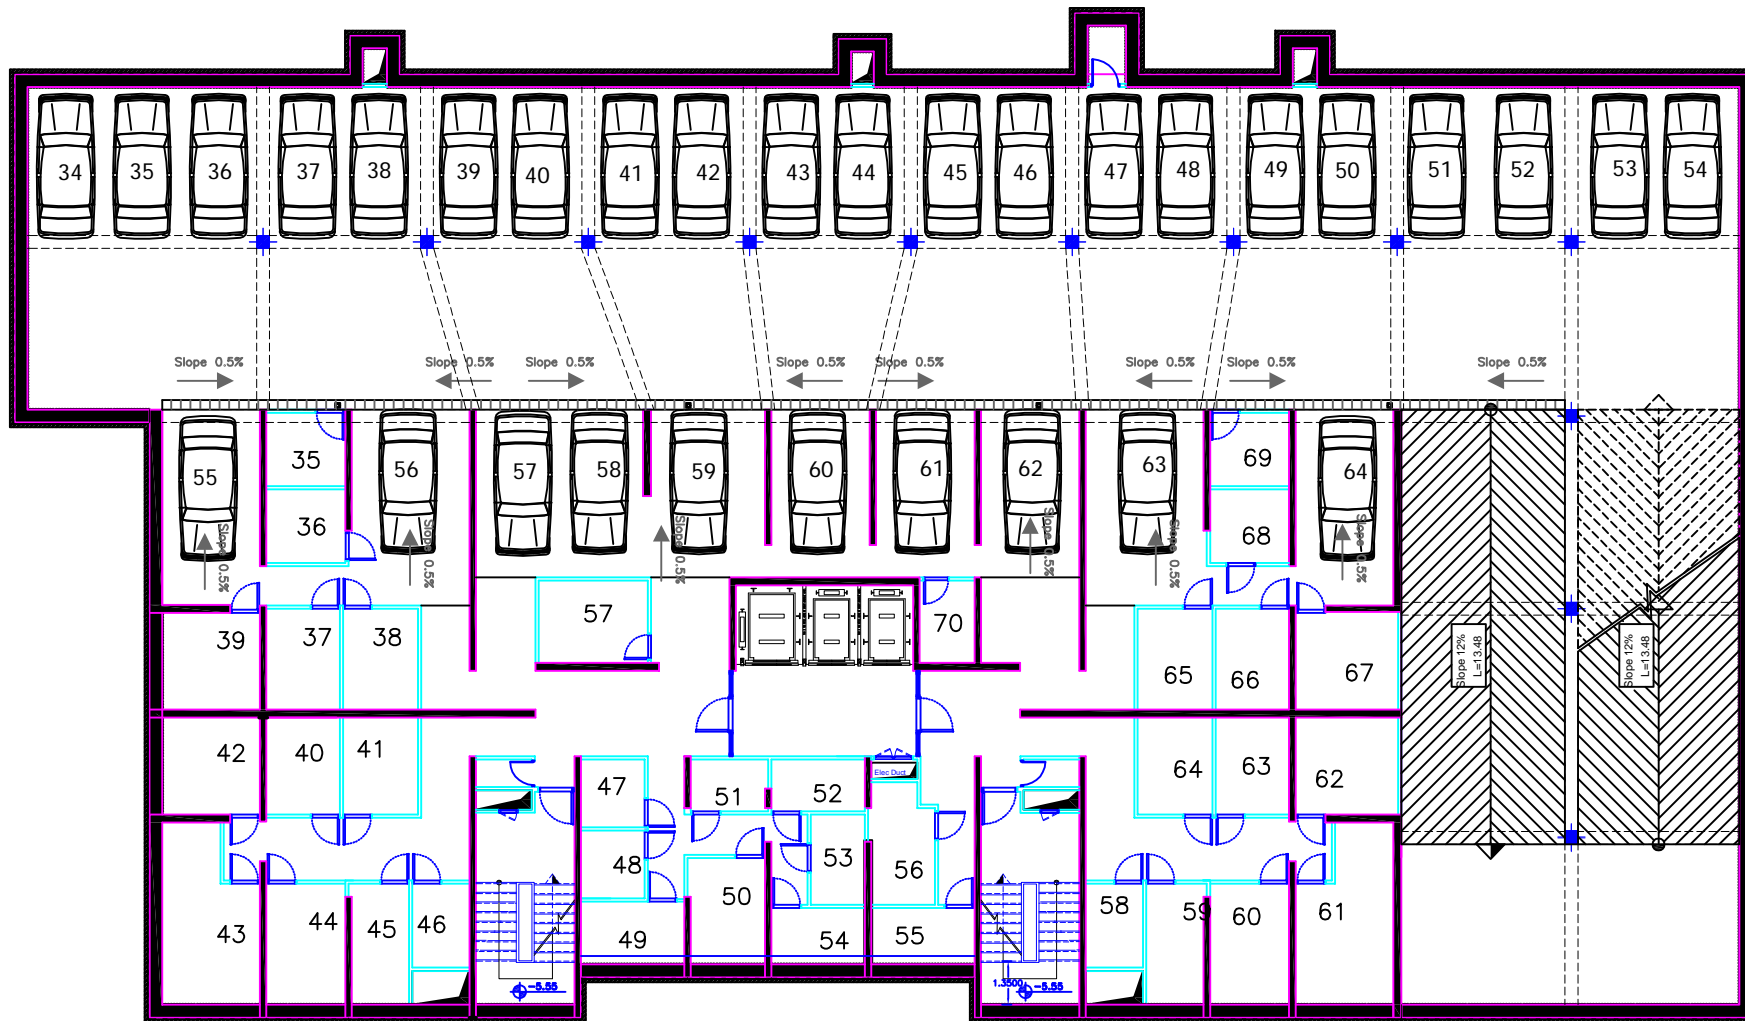 34 35 36 37 38 39 40 41 42 43 44 45 46 47 48 49 50 51 52 53 54
Slope 0.5% Slope 0.5% Slope 0.5% Slope 0.5% Slope 0.5% Slope 0.5% Slope 0.5% Slope 0.5%
55 35 56 57 58 59 60 61 62 63 69 64
36 68
Slope 0.5% Slope 0.5% Slope 0.5% Slope 0.5% Slope 0.5% Slope 0.5%
39 37 38 57 70 65 66 67
Slope 12%
L=13.48
Slope 12%
L=13.48
42 40 41 47 51 52 64 63 62
Elec Duct
48 53 56
43 44 45 46 50 58 59 60 61
49 54 55
-5.55 1.3500 -5.55